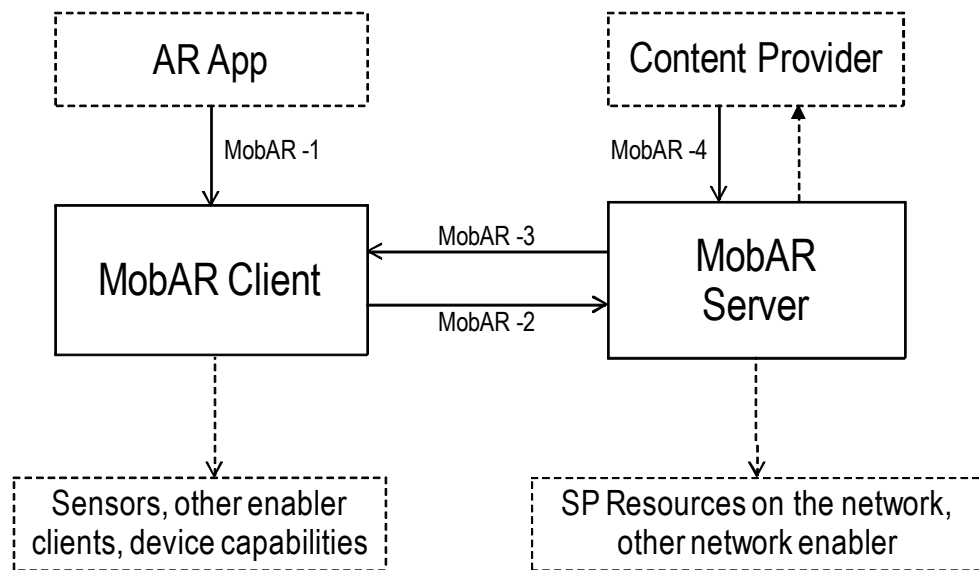 AR App
Content Provider
MobAR -1
MobAR -4
MobAR Client
MobAR -3
MobAR -2
MobAR
Server
Sensors, other enabler
clients, device capabilities
SP Resources on the network,
other network enabler